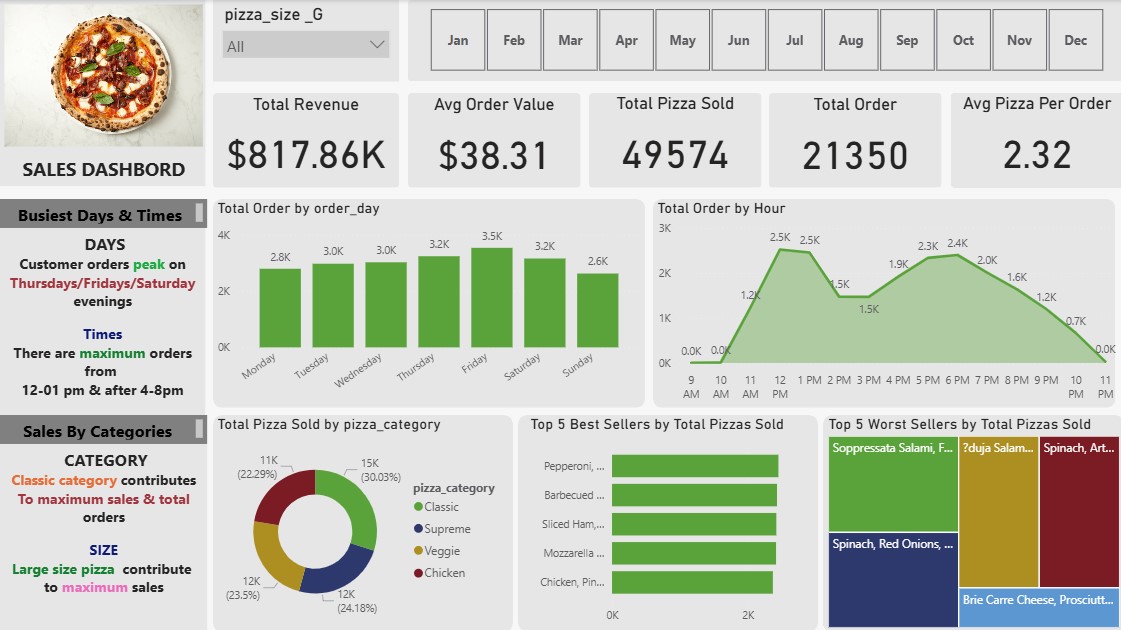 pizza_size _G
All
Jan Feb Mar Apr May Jun Jul Aug Sep Oct Nov Dec
SALES DASHBORD
Total Revenue
$817.86K
Avg Order Value
$38.31
Total Pizza Sold
49574
Total Order
21350
Avg Pizza Per Order
2.32
Busiest Days & Times
DAYS
Customer orders peak on
Thursdays/Fridays/Saturday
evenings
Times
There are maximum orders
from
12-01 pm & after 4-8pm
Total Order by order_day
4K
2K
0K
2.8K 3.0K 3.0K 3.2K 3.5K 3.2K 2.6K
Monday Tuesday Wednesday Thursday Friday Saturday Sunday
Total Order by Hour
3K
2K
1K
0K
0.0K 0.0K 1.2K 2.5K 2.5K 1.5K 1.5K 1.9K 2.3K 2.4K 2.0K 1.6K 1.2K 0.7K 0.0K
9 AM 10 AM 11 AM 12 PM 1 PM 2 PM 3 PM 4 PM 5 PM 6 PM 7 PM 8 PM 9 PM 10 PM 11 PM
Sales By Categories
CATEGORY
Classic category contributes
To maximum sales & total
orders
SIZE
Large size pizza contribute
to maximum sales
Total Pizza Sold by pizza_category
11K
(22.29%)
15K
(30.03%)
12K
(23.5%)
12K
(24.18%)
pizza_category
Classic
Supreme
Veggie
Chicken
Top 5 Best Sellers by Total Pizzas Sold
Pepperoni, ...
Barbecued ...
Sliced Ham,...
Mozzarella ...
Chicken, Pin...
0K 2K
Top 5 Worst Sellers by Total Pizzas Sold
Soppressata Salami, F...
?duja Salam...
Spinach, Art...
Spinach, Red Onions, ...
Brie Carre Cheese, Prosciutt...